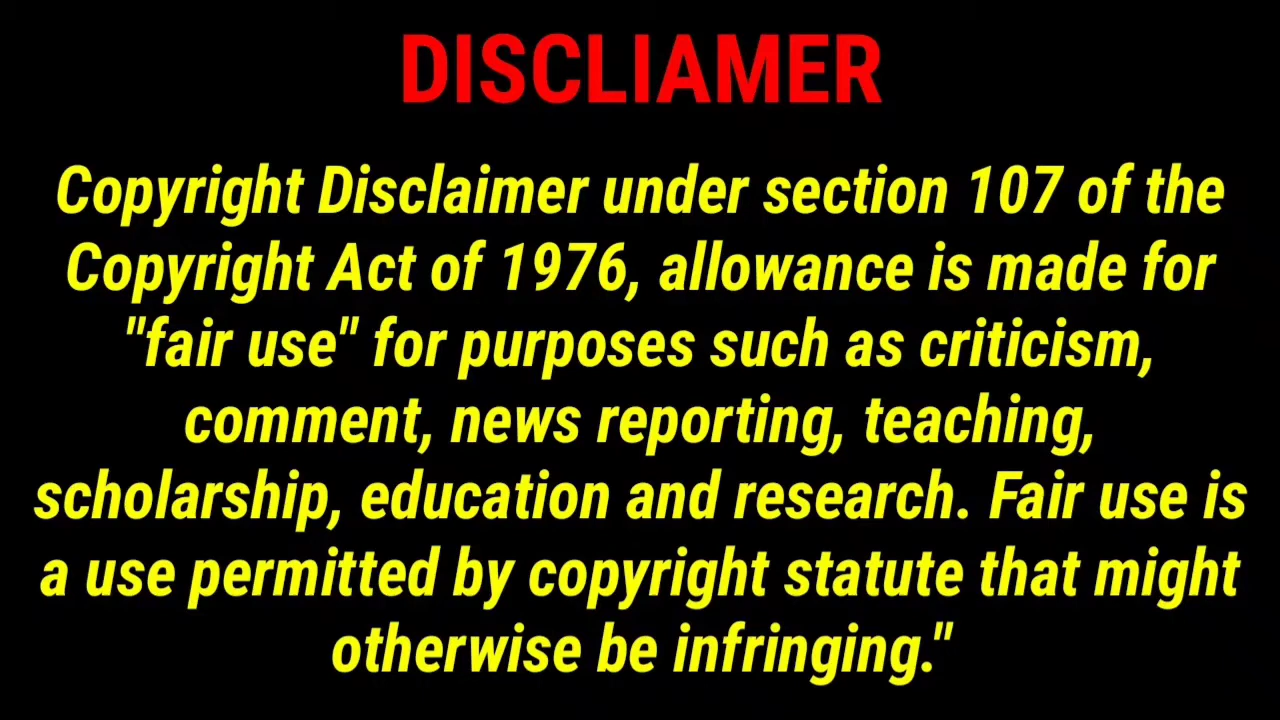 DISCLIAMER
Copyright Disclaimer under section 107 of the
Copyright Act of 1976, allowance is made for
"fair use" for purposes such as criticism,
comment, news reporting, teaching,
scholarship, education and research. Fair use is
a use permitted by copyright statute that might
otherwise be infringing."